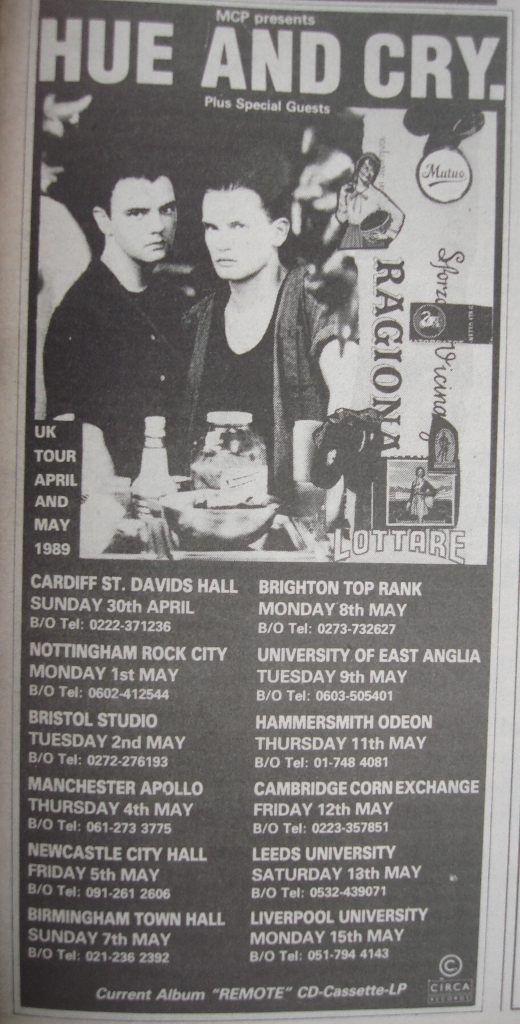 MCP presents
HUE AND CRY.
Plus Special Guests
Mutuo
Sforzo Vicino
RAGIONA
LOTTARE
UK
TOUR
APRIL
AND
MAY
1989
CARDIFF ST. DAVIDS HALL
SUNDAY 30th APRIL
B/O Tel: 0222-371236
NOTTINGHAM ROCK CITY
MONDAY 1st MAY
B/O Tel: 0602-412544
BRISTOL STUDIO
TUESDAY 2nd MAY
B/O Tel: 0272-276193
MANCHESTER APOLLO
THURSDAY 4th MAY
B/O Tel: 061-273 3775
NEWCASTLE CITY HALL
FRIDAY 5th MAY
B/O Tel: 091-261 2606
BIRMINGHAM TOWN HALL
SUNDAY 7th MAY
B/O Tel: 021-236 2392
BRIGHTON TOP RANK
MONDAY 8th MAY
B/O Tel: 0273-732627
UNIVERSITY OF EAST ANGLIA
TUESDAY 9th MAY
B/O Tel: 0603-505401
HAMMERSMITH ODEON
THURSDAY 11th MAY
B/O Tel: 01-748 4081
CAMBRIDGE CORN EXCHANGE
FRIDAY 12th MAY
B/O Tel: 0223-357851
LEEDS UNIVERSITY
SATURDAY 13th MAY
B/O Tel: 0532-439071
LIVERPOOL UNIVERSITY
MONDAY 15th MAY
B/O Tel: 051-794 4143
Current Album "REMOTE" CD-Cassette-LP
©
CIRCA
RECORDS